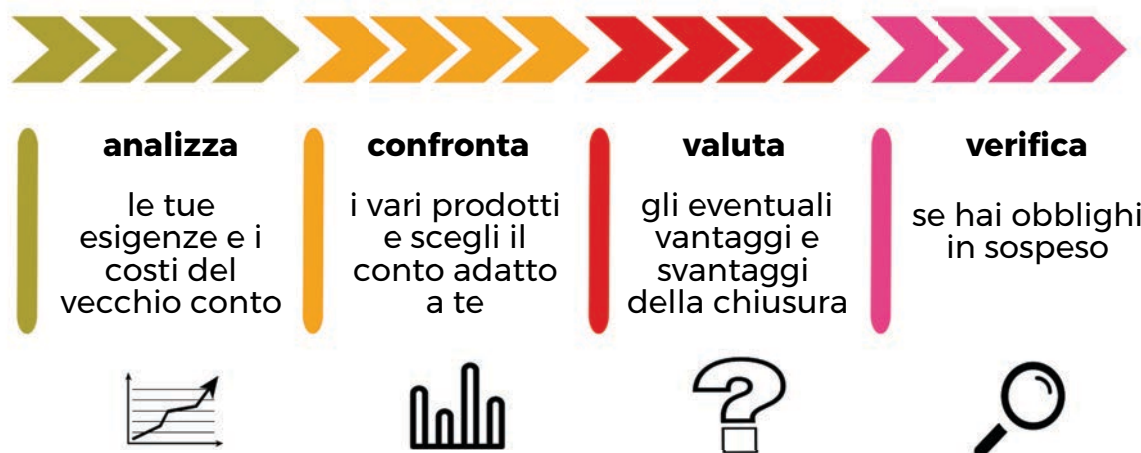 analizza
le tue
esigenze e i
costi del
vecchio conto
confronta
i vari prodotti
e scegli il
conto adatto
a te
valuta
gli eventuali
vantaggi e
svantaggi
della chiusura
verifica
se hai obblighi
in sospeso